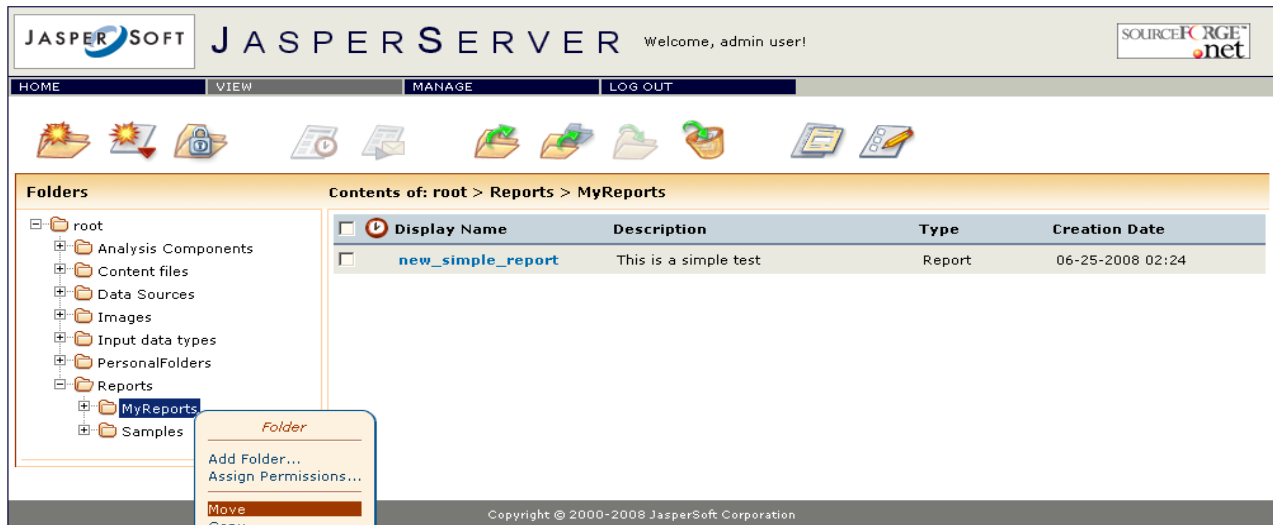 JASPERSOFT JASPERSERVER Welcome, admin user! SOURCEFORGE™ .net
HOME VIEW MANAGE LOG OUT
Folders Contents of: root > Reports > MyReports
root
Analysis Components
Content files
Data Sources
Images
Input data types
PersonalFolders
Reports
MyReports
Samples
Display Name Description Type Creation Date
new_simple_report This is a simple test Report 06-25-2008 02:24
Folder
Add Folder...
Assign Permissions...
Move
Copy
Copyright © 2000-2008 JasperSoft Corporation